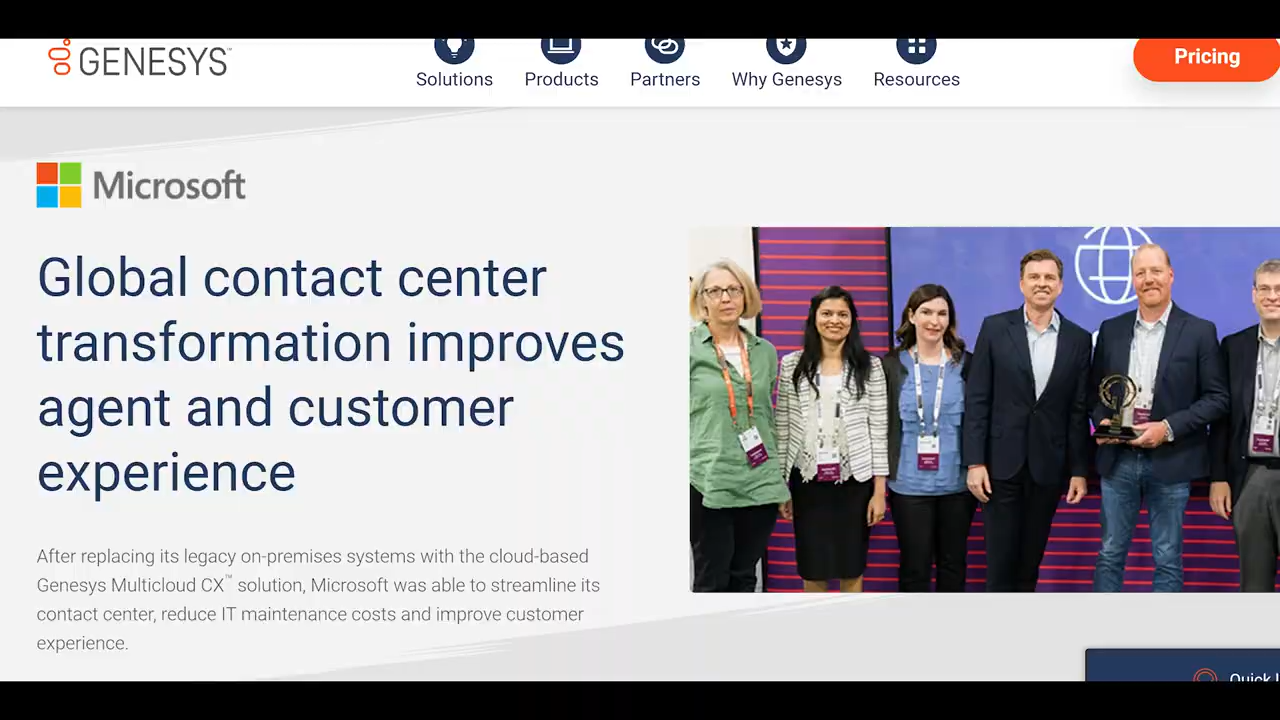 GENESYS™
Solutions
Products
Partners
Why Genesys
Resources
Pricing
Microsoft
Global contact center
transformation improves
agent and customer
experience
After replacing its legacy on-premises systems with the cloud-based
Genesys Multicloud CX™ solution, Microsoft was able to streamline its
contact center, reduce IT maintenance costs and improve customer
experience.
Quick